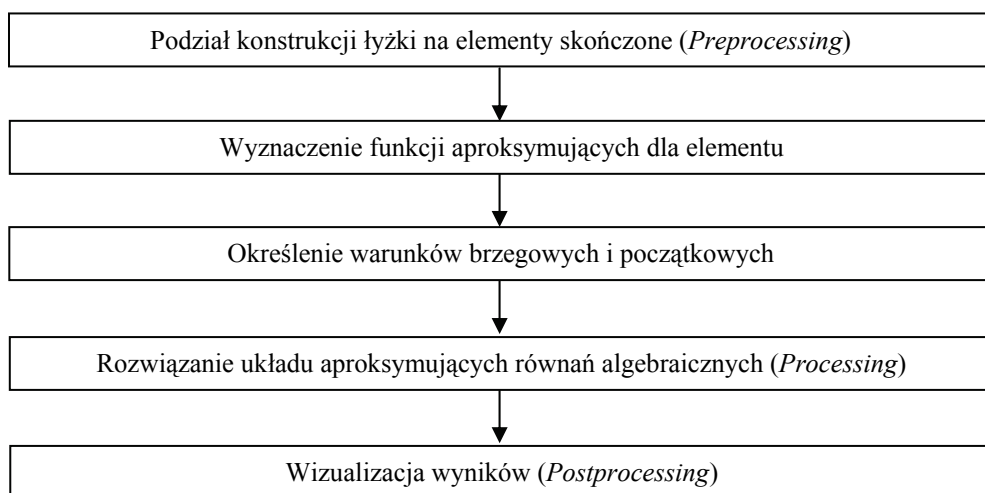 Podział konstrukcji łyżki na elementy skończone (Preprocessing)
Wyznaczenie funkcji aproksymujących dla elementu
Określenie warunków brzegowych i początkowych
Rozwiązanie układu aproksymujących równań algebraicznych (Processing)
Wizualizacja wyników (Postprocessing)